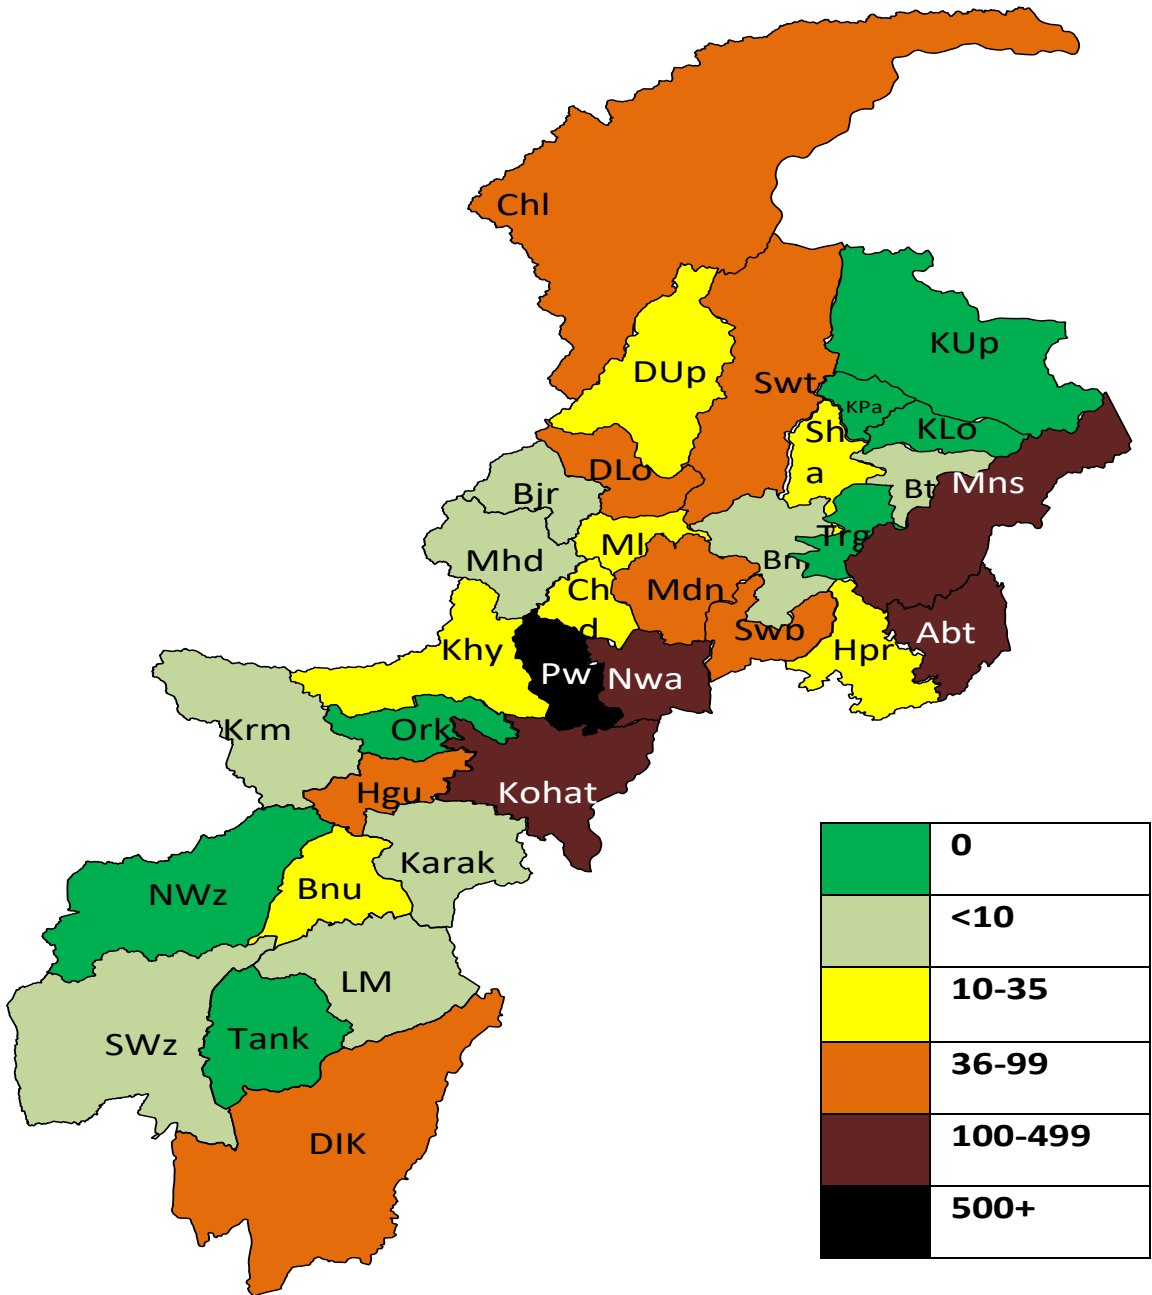 Chl
KUp
DUp
Swt
KPa
Sh
a
KLo
DLo
Bt
Mns
Bjr
Trg
Ml
Mhd
Bn
Ch
d
Mdn
Swb
Abt
Khy
Hpr
Pw
Nwa
Krm
Ork
Hgu
Kohat
Karak
NWz
Bnu
LM
SWz
Tank
DIK
0
<10
10-35
36-99
100-499
500+